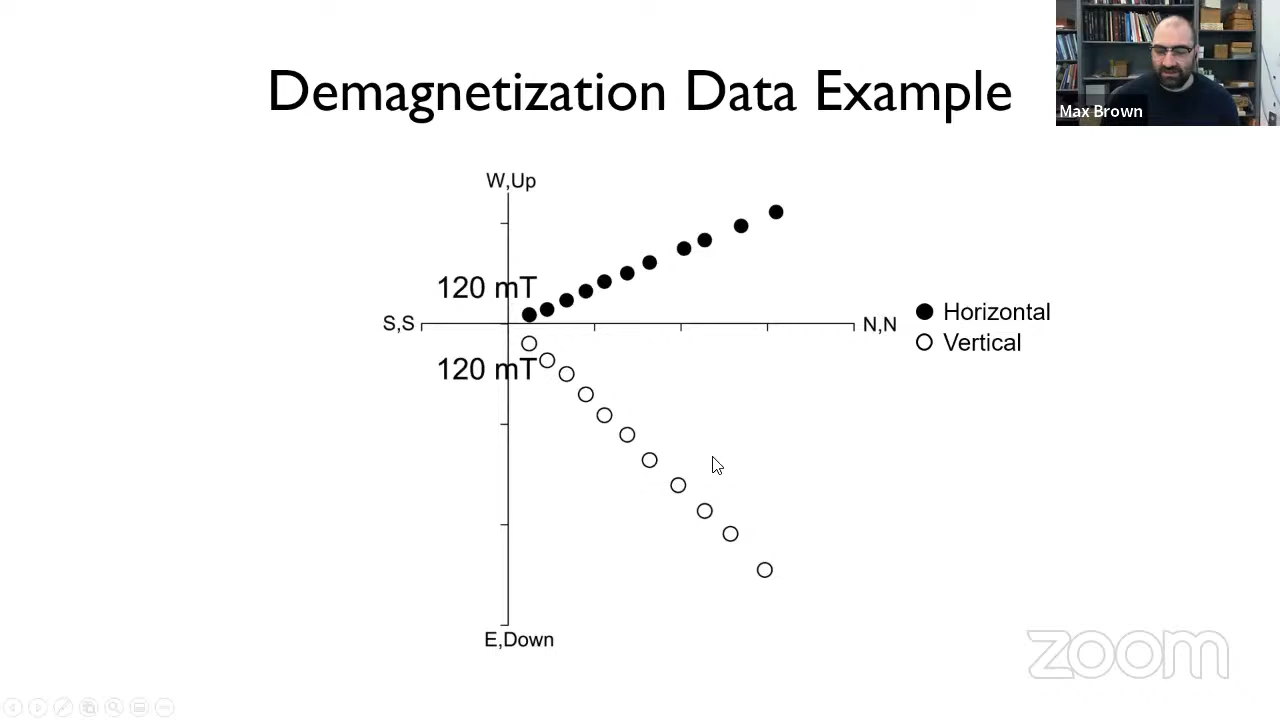 Demagnetization Data Example
Max Brown
W,Up
120 mT
S,S
N,N
Horizontal
Vertical
120 mT
E,Down
zoom